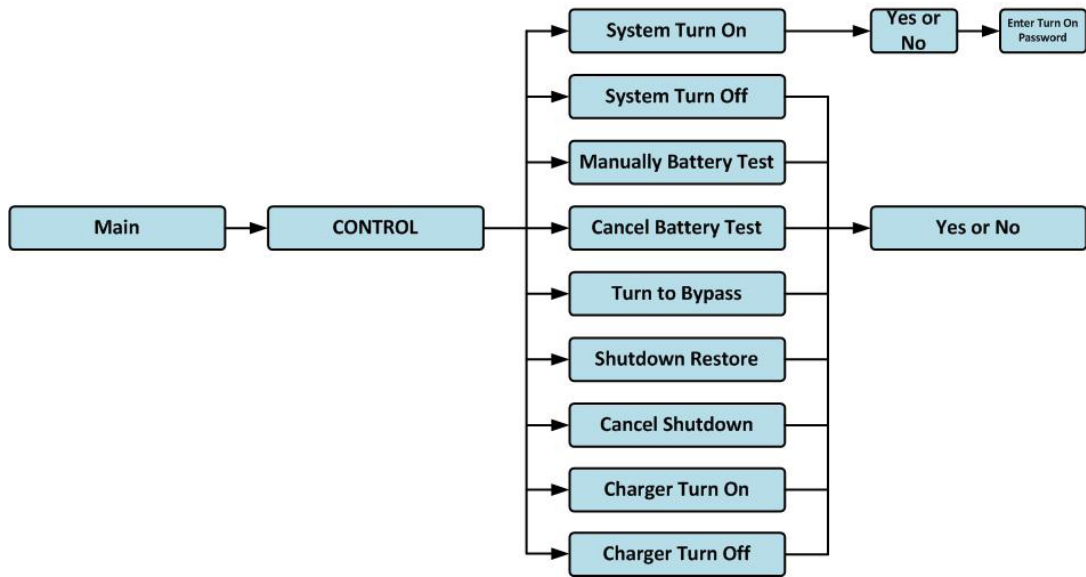 System Turn On
Yes or
No
Enter Turn On
Password
System Turn Off
Manually Battery Test
Main
CONTROL
Cancel Battery Test
Yes or No
Turn to Bypass
Shutdown Restore
Cancel Shutdown
Charger Turn On
Charger Turn Off